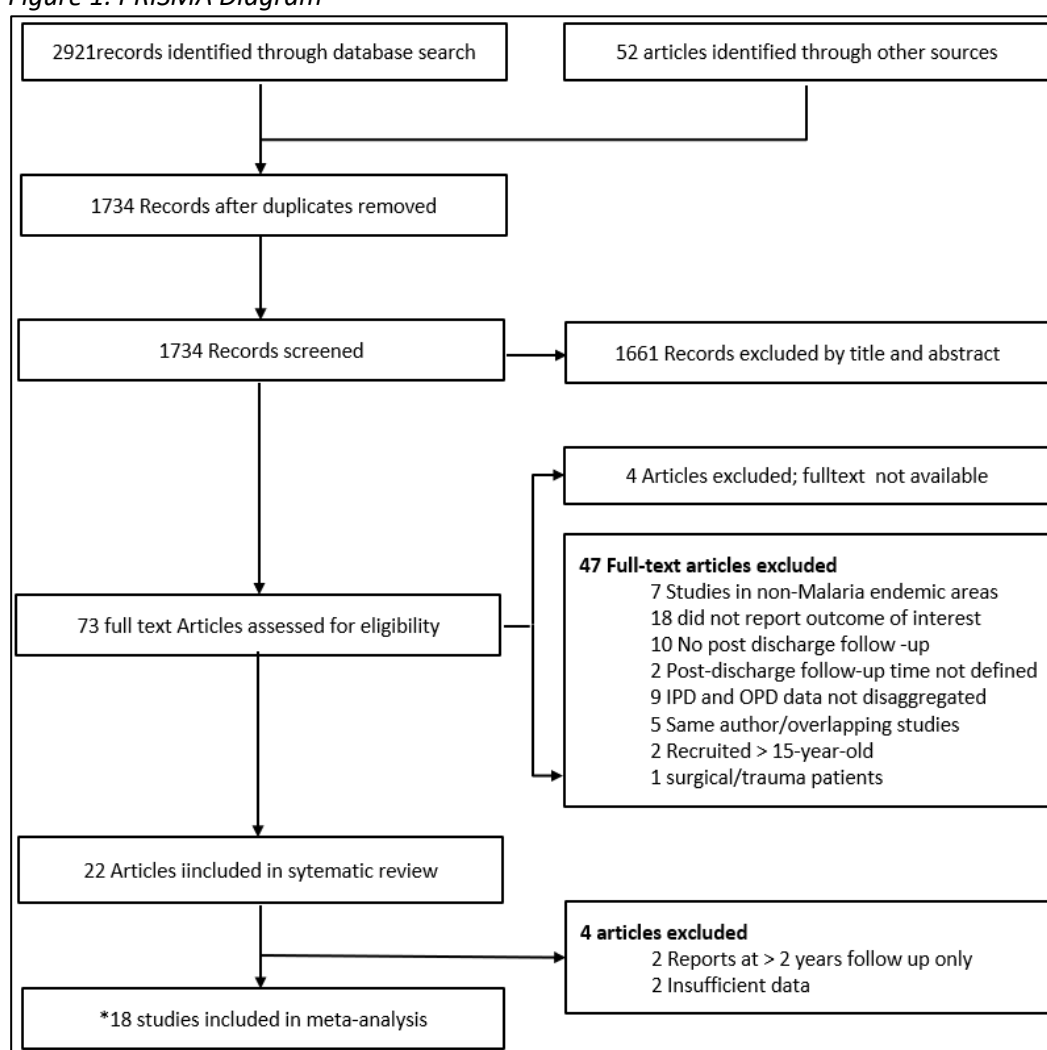 Figure 1: PRISMA Diagram
2921records identified through database search
52 articles identified through other sources
1734 Records after duplicates removed
1734 Records screened
1661 Records excluded by title and abstract
4 Articles excluded; fulltext not available
73 full text Articles assessed for eligibility
47 Full-text articles excluded
7 Studies in non-Malaria endemic areas
18 did not report outcome of interest
10 No post discharge follow -up
2 Post-discharge follow-up time not defined
9 IPD and OPD data not disaggregated
5 Same author/overlapping studies
2 Recruited > 15-year-old
1 surgical/trauma patients
22 Articles iincluded in sytematic review
4 articles excluded
2 Reports at > 2 years follow up only
2 Insufficient data
*18 studies included in meta-analysis